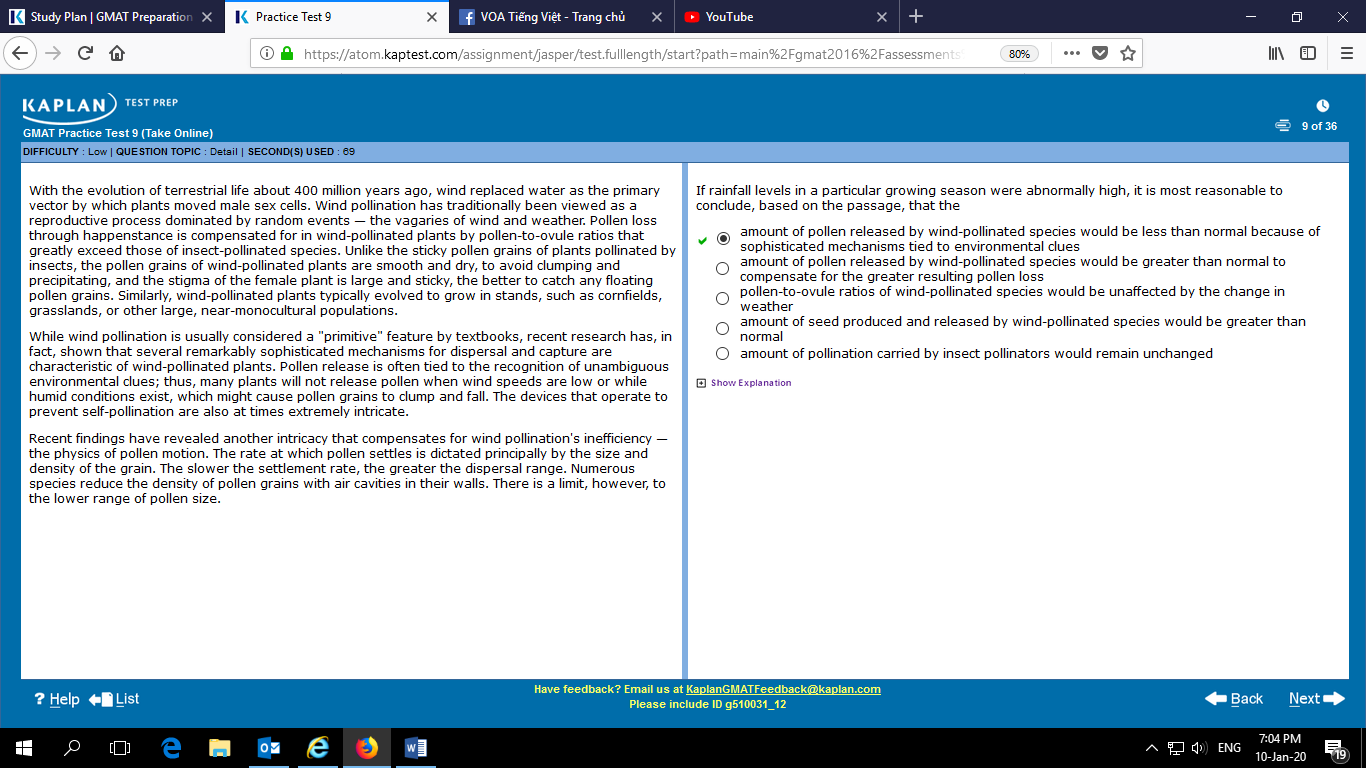 Study Plan | GMAT Preparation
Practice Test 9
VOA Tiếng Việt - Trang chủ
YouTube
https://atom.kaptest.com/assignment/jasper/test.fulllength/start?path=main%2Fgmat2016%2Fassessments
80%
KAPLAN TEST PREP
GMAT Practice Test 9 (Take Online)
9 of 36
DIFFICULTY : Low | QUESTION TOPIC : Detail | SECOND(S) USED : 69
With the evolution of terrestrial life about 400 million years ago, wind replaced water as the primary
vector by which plants moved male sex cells. Wind pollination has traditionally been viewed as a
reproductive process dominated by random events — the vagaries of wind and weather. Pollen loss
through happenstance is compensated for in wind-pollinated plants by pollen-to-ovule ratios that
greatly exceed those of insect-pollinated species. Unlike the sticky pollen grains of plants pollinated by
insects, the pollen grains of wind-pollinated plants are smooth and dry, to avoid clumping and
precipitating, and the stigma of the female plant is large and sticky, the better to catch any floating
pollen grains. Similarly, wind-pollinated plants typically evolved to grow in stands, such as cornfields,
grasslands, or other large, near-monocultural populations.
While wind pollination is usually considered a "primitive" feature by textbooks, recent research has, in
fact, shown that several remarkably sophisticated mechanisms for dispersal and capture are
characteristic of wind-pollinated plants. Pollen release is often tied to the recognition of unambiguous
environmental clues; thus, many plants will not release pollen when wind speeds are low or while
humid conditions exist, which might cause pollen grains to clump and fall. The devices that operate to
prevent self-pollination are also at times extremely intricate.
Recent findings have revealed another intricacy that compensates for wind pollination's inefficiency —
the physics of pollen motion. The rate at which pollen settles is dictated principally by the size and
density of the grain. The slower the settlement rate, the greater the dispersal range. Numerous
species reduce the density of pollen grains with air cavities in their walls. There is a limit, however, to
the lower range of pollen size.
If rainfall levels in a particular growing season were abnormally high, it is most reasonable to
conclude, based on the passage, that the
amount of pollen released by wind-pollinated species would be less than normal because of
sophisticated mechanisms tied to environmental clues
amount of pollen released by wind-pollinated species would be greater than normal to
compensate for the greater resulting pollen loss
pollen-to-ovule ratios of wind-pollinated species would be unaffected by the change in
weather
amount of seed produced and released by wind-pollinated species would be greater than
normal
amount of pollination carried by insect pollinators would remain unchanged
Show Explanation
? Help
List
Have feedback? Email us at KaplanGMATFeedback@kaplan.com
Please include ID g510031_12
Back
Next
ENG
7:04 PM
10-Jan-20
19